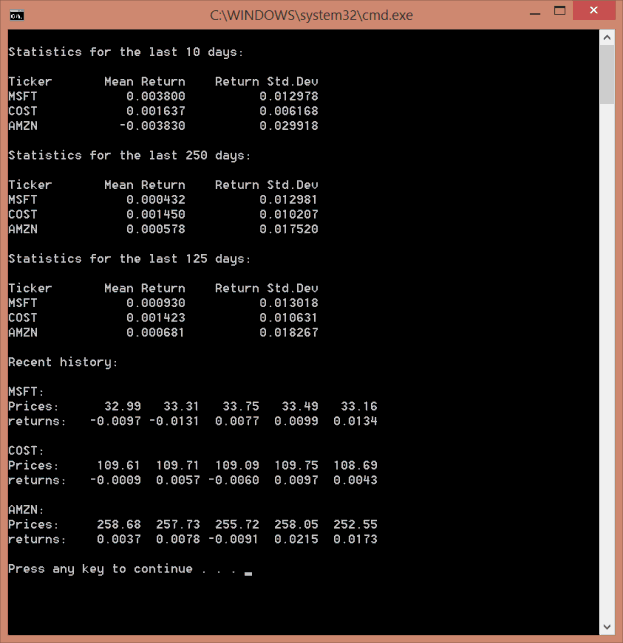 C:\WINDOWS\system32\cmd.exe
Statistics for the last 10 days:
Ticker Mean Return Return Std.Dev
MSFT 0.003800 0.012978
COST 0.001637 0.006168
AMZN -0.003830 0.029918
Statistics for the last 250 days:
Ticker Mean Return Return Std.Dev
MSFT 0.000432 0.012981
COST 0.001450 0.010207
AMZN 0.000578 0.017520
Statistics for the last 125 days:
Ticker Mean Return Return Std.Dev
MSFT 0.000930 0.013018
COST 0.001423 0.010631
AMZN 0.000681 0.018267
Recent history:
MSFT:
Prices: 32.99 33.31 33.75 33.49 33.16
returns: -0.0097 -0.0131 0.0077 0.0099 0.0134
COST:
Prices: 109.61 109.71 109.09 109.75 108.69
returns: -0.0009 0.0057 -0.0060 0.0097 0.0043
AMZN:
Prices: 258.68 257.73 255.72 258.05 252.55
returns: 0.0037 0.0078 -0.0091 0.0215 0.0173
Press any key to continue . . . _